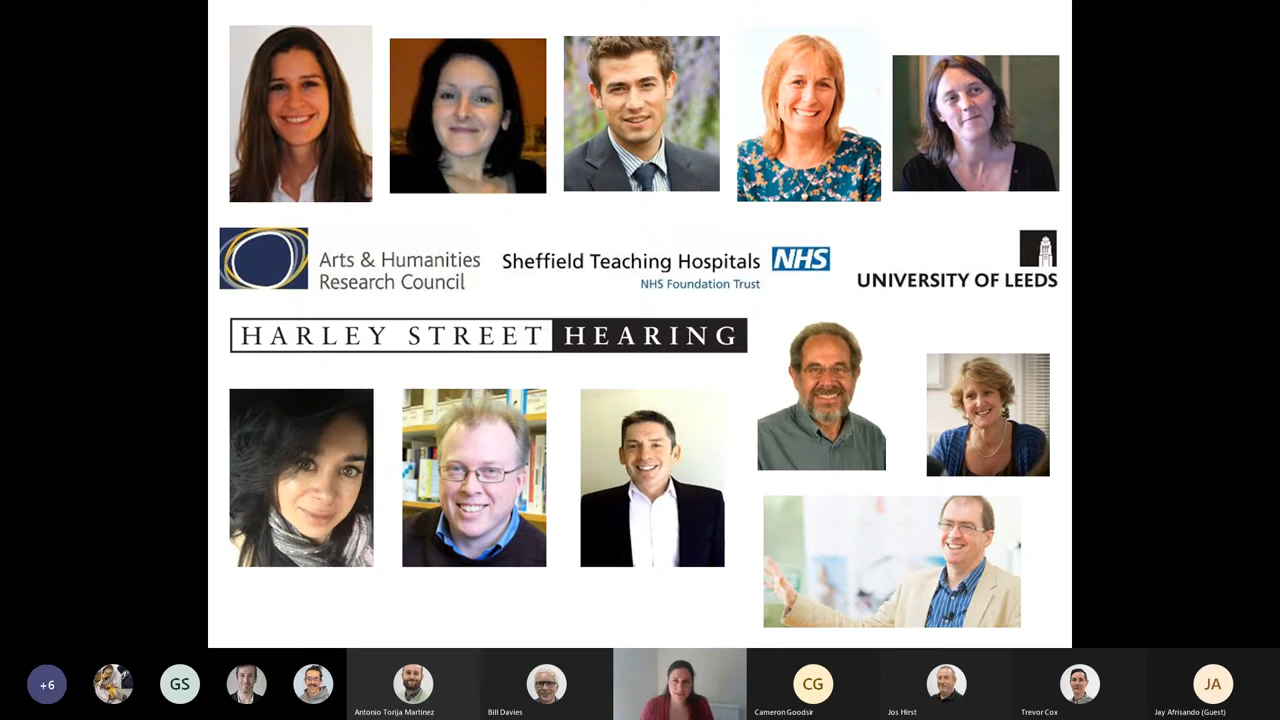 Arts & Humanities
Research Council
Sheffield Teaching Hospitals NHS
NHS Foundation Trust
UNIVERSITY OF LEEDS
HARLEY STREET HEARING
+6
GS
Antonio Torija Martinez
Bill Davies
CG
Cameron Goodsir
Jos Hirst
Trevor Cox
JA
Jay Afrisando (Guest)